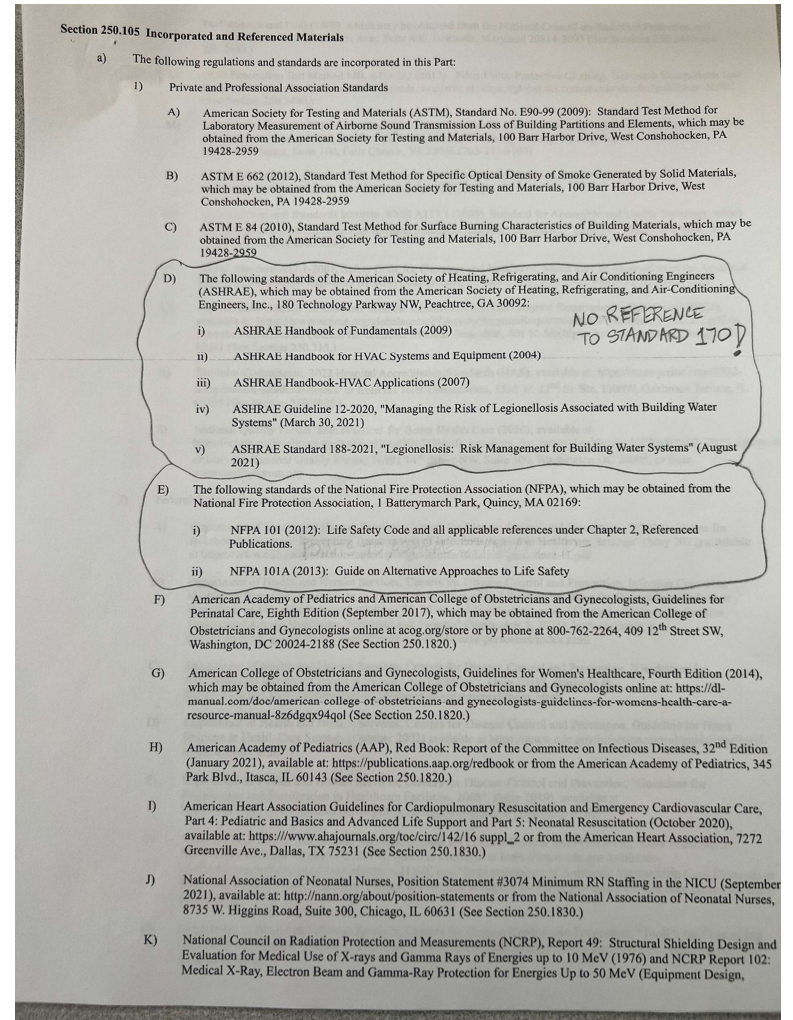 Section 250.105 Incorporated and Referenced Materials
a) The following regulations and standards are incorporated in this Part:
1) Private and Professional Association Standards
A) American Society for Testing and Materials (ASTM), Standard No. E90-99 (2009): Standard Test Method for
Laboratory Measurement of Airborne Sound Transmission Loss of Building Partitions and Elements, which may be
obtained from the American Society for Testing and Materials, 100 Barr Harbor Drive, West Conshohocken, PA
19428-2959
B) ASTM E 662 (2012), Standard Test Method for Specific Optical Density of Smoke Generated by Solid Materials,
which may be obtained from the American Society for Testing and Materials, 100 Barr Harbor Drive, West
Conshohocken, PA 19428-2959
C) ASTM E 84 (2010), Standard Test Method for Surface Burning Characteristics of Building Materials, which may be
obtained from the American Society for Testing and Materials, 100 Barr Harbor Drive, West Conshohocken, PA
19428-2959
D) The following standards of the American Society of Heating, Refrigerating, and Air Conditioning Engineers
(ASHRAE), which may be obtained from the American Society of Heating, Refrigerating, and Air-Conditioning
Engineers, Inc., 180 Technology Parkway NW, Peachtree, GA 30092:
NO REFERENCE
TO STANDARD 170!
i) ASHRAE Handbook of Fundamentals (2009)
ii) ASHRAE Handbook for HVAC Systems and Equipment (2004)
iii) ASHRAE Handbook-HVAC Applications (2007)
iv) ASHRAE Guideline 12-2020, "Managing the Risk of Legionellosis Associated with Building Water
Systems" (March 30, 2021)
v) ASHRAE Standard 188-2021, "Legionellosis: Risk Management for Building Water Systems" (August
2021)
E) The following standards of the National Fire Protection Association (NFPA), which may be obtained from the
National Fire Protection Association, 1 Batterymarch Park, Quincy, MA 02169:
i) NFPA 101 (2012): Life Safety Code and all applicable references under Chapter 2, Referenced
Publications.
ii) NFPA 101A (2013): Guide on Alternative Approaches to Life Safety
F) American Academy of Pediatrics and American College of Obstetricians and Gynecologists, Guidelines for
Perinatal Care, Eighth Edition (September 2017), which may be obtained from the American College of
Obstetricians and Gynecologists online at acog.org/store or by phone at 800-762-2264, 409 12th Street SW,
Washington, DC 20024-2188 (See Section 250.1820.)
G) American College of Obstetricians and Gynecologists, Guidelines for Women's Healthcare, Fourth Edition (2014),
which may be obtained from the American College of Obstetricians and Gynecologists online at: https://dl-
manual.com/doc/american-college-of-obstetricians-and gynecologists-guidelines-for-womens-health-care-a-
resource-manual-8z6dgqx94qol (See Section 250.1820.)
H) American Academy of Pediatrics (AAP), Red Book: Report of the Committee on Infectious Diseases, 32nd Edition
(January 2021), available at: https://publications.aap.org/redbook or from the American Academy of Pediatrics, 345
Park Blvd., Itasca, IL 60143 (See Section 250.1820.)
I) American Heart Association Guidelines for Cardiopulmonary Resuscitation and Emergency Cardiovascular Care,
Part 4: Pediatric and Basics and Advanced Life Support and Part 5: Neonatal Resuscitation (October 2020),
available at: https:///www.ahajournals.org/toc/circ/142/16 suppl_2 or from the American Heart Association, 7272
Greenville Ave., Dallas, TX 75231 (See Section 250.1830.)
J) National Association of Neonatal Nurses, Position Statement #3074 Minimum RN Staffing in the NICU (September
2021), available at: http://nann.org/about/position-statements or from the National Association of Neonatal Nurses,
8735 W. Higgins Road, Suite 300, Chicago, IL 60631 (See Section 250.1830.)
K) National Council on Radiation Protection and Measurements (NCRP), Report 49: Structural Shielding Design and
Evaluation for Medical Use of X-rays and Gamma Rays of Energies up to 10 MeV (1976) and NCRP Report 102:
Medical X-Ray, Electron Beam and Gamma-Ray Protection for Energies Up to 50 MeV (Equipment Design,